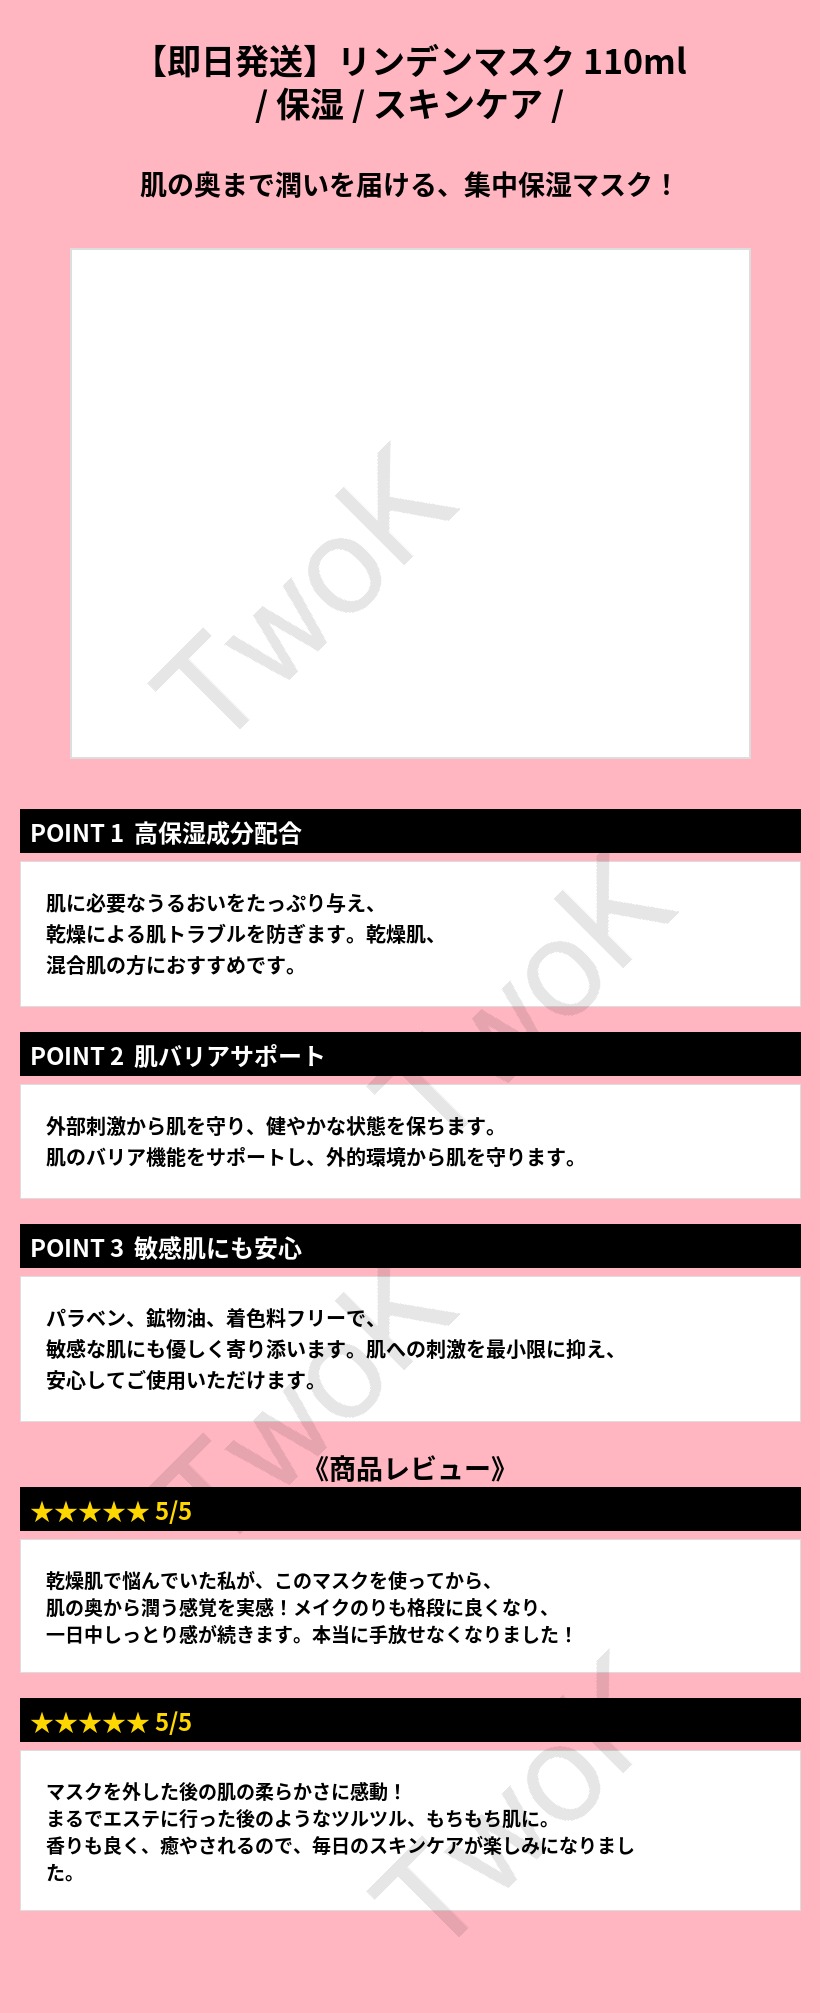 【即日発送】リンデンマスク 110ml
/ 保湿 / スキンケア /
肌の奥まで潤いを届ける、集中保湿マスク！
TwoK
POINT 1 高保湿成分配合
肌に必要なうるおいをたっぷり与え、
乾燥による肌トラブルを防ぎます。乾燥肌、
混合肌の方におすすめです。
TwoK
POINT 2 肌バリアサポート
外部刺激から肌を守り、健やかな状態を保ちます。
肌のバリア機能をサポートし、外的環境から肌を守ります。
POINT 3 敏感肌にも安心
パラベン、鉱物油、着色料フリーで、
敏感な肌にも優しく寄り添います。肌への刺激を最小限に抑え、
安心してご使用いただけます。
TwoK
《商品レビュー》
★★★★★ 5/5
乾燥肌で悩んでいた私が、このマスクを使ってから、
肌の奥から潤う感覚を実感！メイクのりも格段に良くなり、
一日中しっとり感が続きます。本当に手放せなくなりました！
★★★★★ 5/5
マスクを外した後の肌の柔らかさに感動！
まるでエステに行った後のようなツルツル、もちもち肌に。
香りも良く、癒やされるので、毎日のスキンケアが楽しみになりまし
た。
TwoK